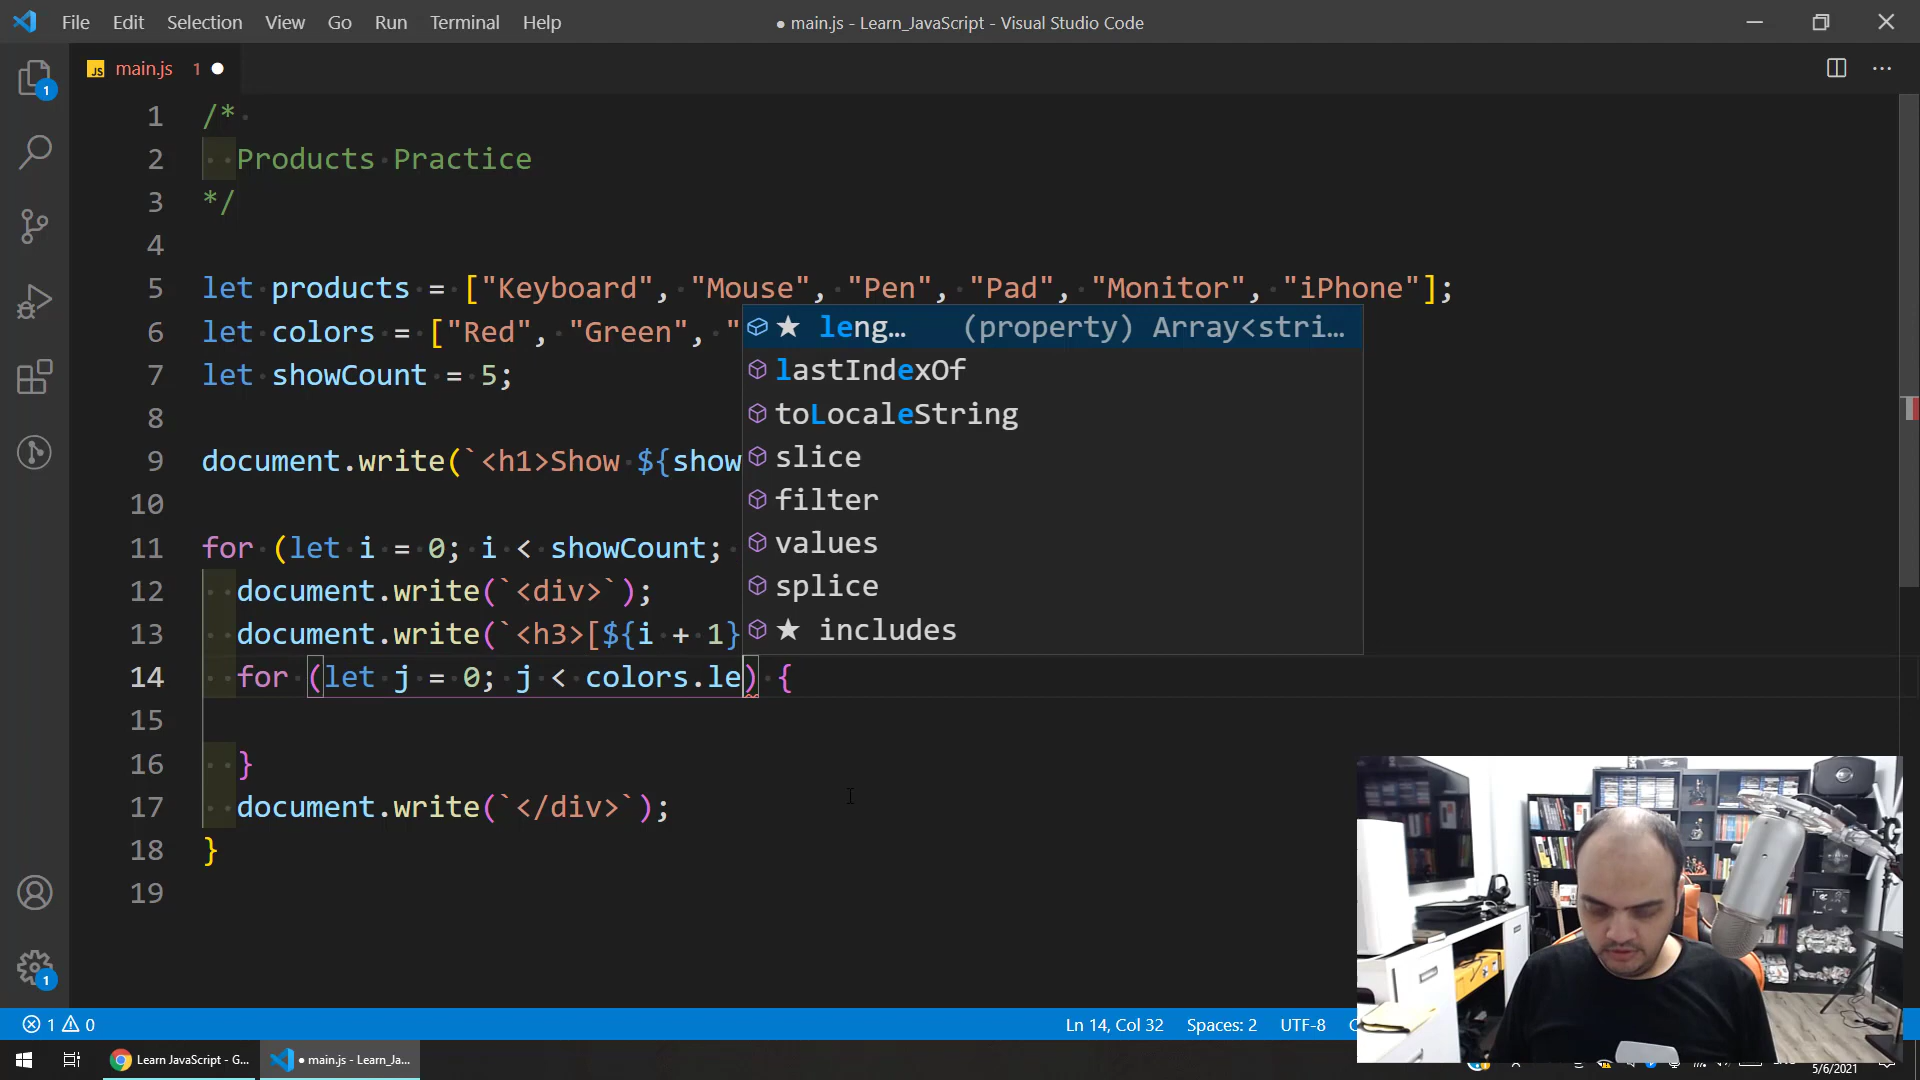 File Edit Selection View Go Run Terminal Help
● main.js - Learn_JavaScript - Visual Studio Code
JS main.js 1 ●
1
1 /*
2 Products Practice
3 */
4
5 let products = ["Keyboard", "Mouse", "Pen", "Pad", "Monitor", "iPhone"];
6 let colors = ["Red", "Green", "
7 let showCount = 5;
8
9 document.write(`<h1>Show ${show
10
11 for (let i = 0; i < showCount;
12 document.write(`<div>`);
13 document.write(`<h3>[${i + 1}
14 for (let j = 0; j < colors.le) {
15
16 }
17 document.write(`</div>`);
18 }
19
★ leng... (property) Array<stri...
lastIndexOf
toLocaleString
slice
filter
values
splice
★ includes
1
1 0
Ln 14, Col 32 Spaces: 2 UTF-8
Learn JavaScript - G...
● main.js - Learn_Ja...
5/6/2021